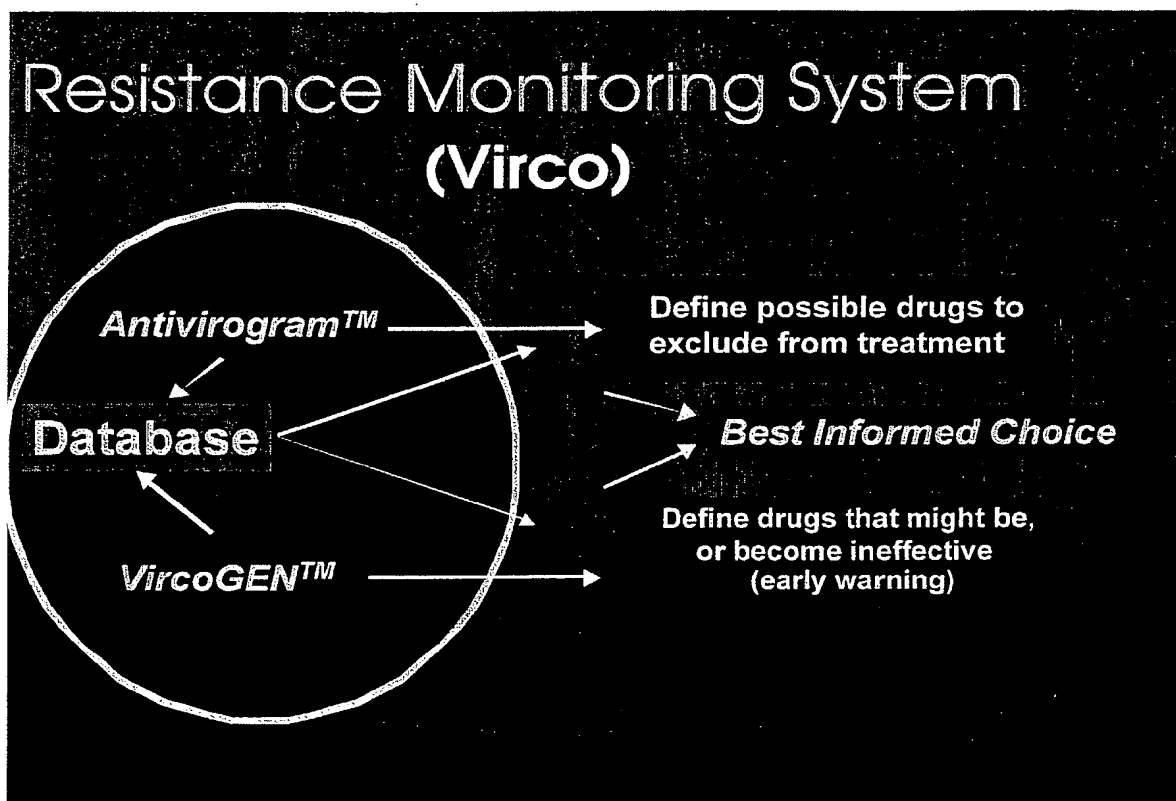 Resistance Monitoring System
(Virco)
Antivirogram™
Define possible drugs to
exclude from treatment
Database
Best Informed Choice
VircoGEN™
Define drugs that might be,
or become ineffective
(early warning)